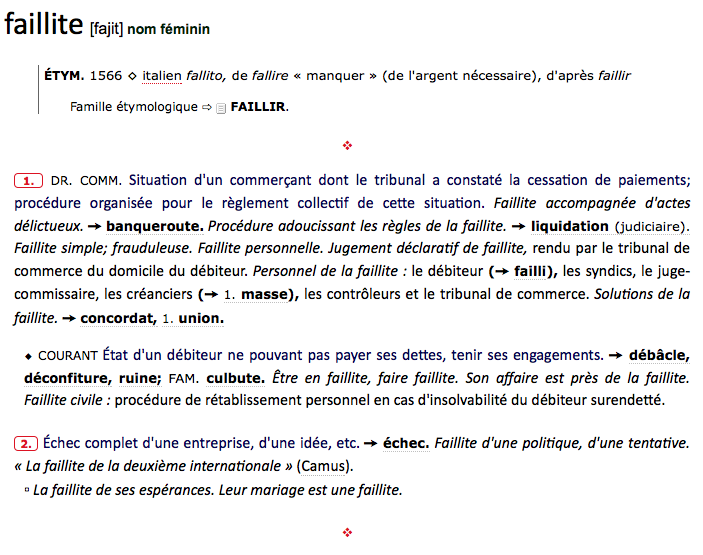 faillite [fajit] nom féminin
ÉTYM. 1566 ⋄ italien fallito, de fallire « manquer » (de l'argent nécessaire), d'après faillir
Famille étymologique ⇨ FAILLIR.
1. DR. COMM. Situation d'un commerçant dont le tribunal a constaté la cessation de paiements;
procédure organisée pour le règlement collectif de cette situation. Faillite accompagnée d'actes
délictueux. → banqueroute. Procédure adoucissant les règles de la faillite. → liquidation (judiciaire).
Faillite simple; frauduleuse. Faillite personnelle. Jugement déclaratif de faillite, rendu par le tribunal de
commerce du domicile du débiteur. Personnel de la faillite : le débiteur (→ failli), les syndics, le juge-
commissaire, les créanciers (→ 1. masse), les contrôleurs et le tribunal de commerce. Solutions de la
faillite. → concordat, 1. union.
◆ COURANT État d'un débiteur ne pouvant pas payer ses dettes, tenir ses engagements. → débâcle,
déconfiture, ruine; FAM. culbute. Être en faillite, faire faillite. Son affaire est près de la faillite.
Faillite civile : procédure de rétablissement personnel en cas d'insolvabilité du débiteur surendetté.
2. Échec complet d'une entreprise, d'une idée, etc. → échec. Faillite d'une politique, d'une tentative.
« La faillite de la deuxième internationale » (Camus).
▫ La faillite de ses espérances. Leur mariage est une faillite.